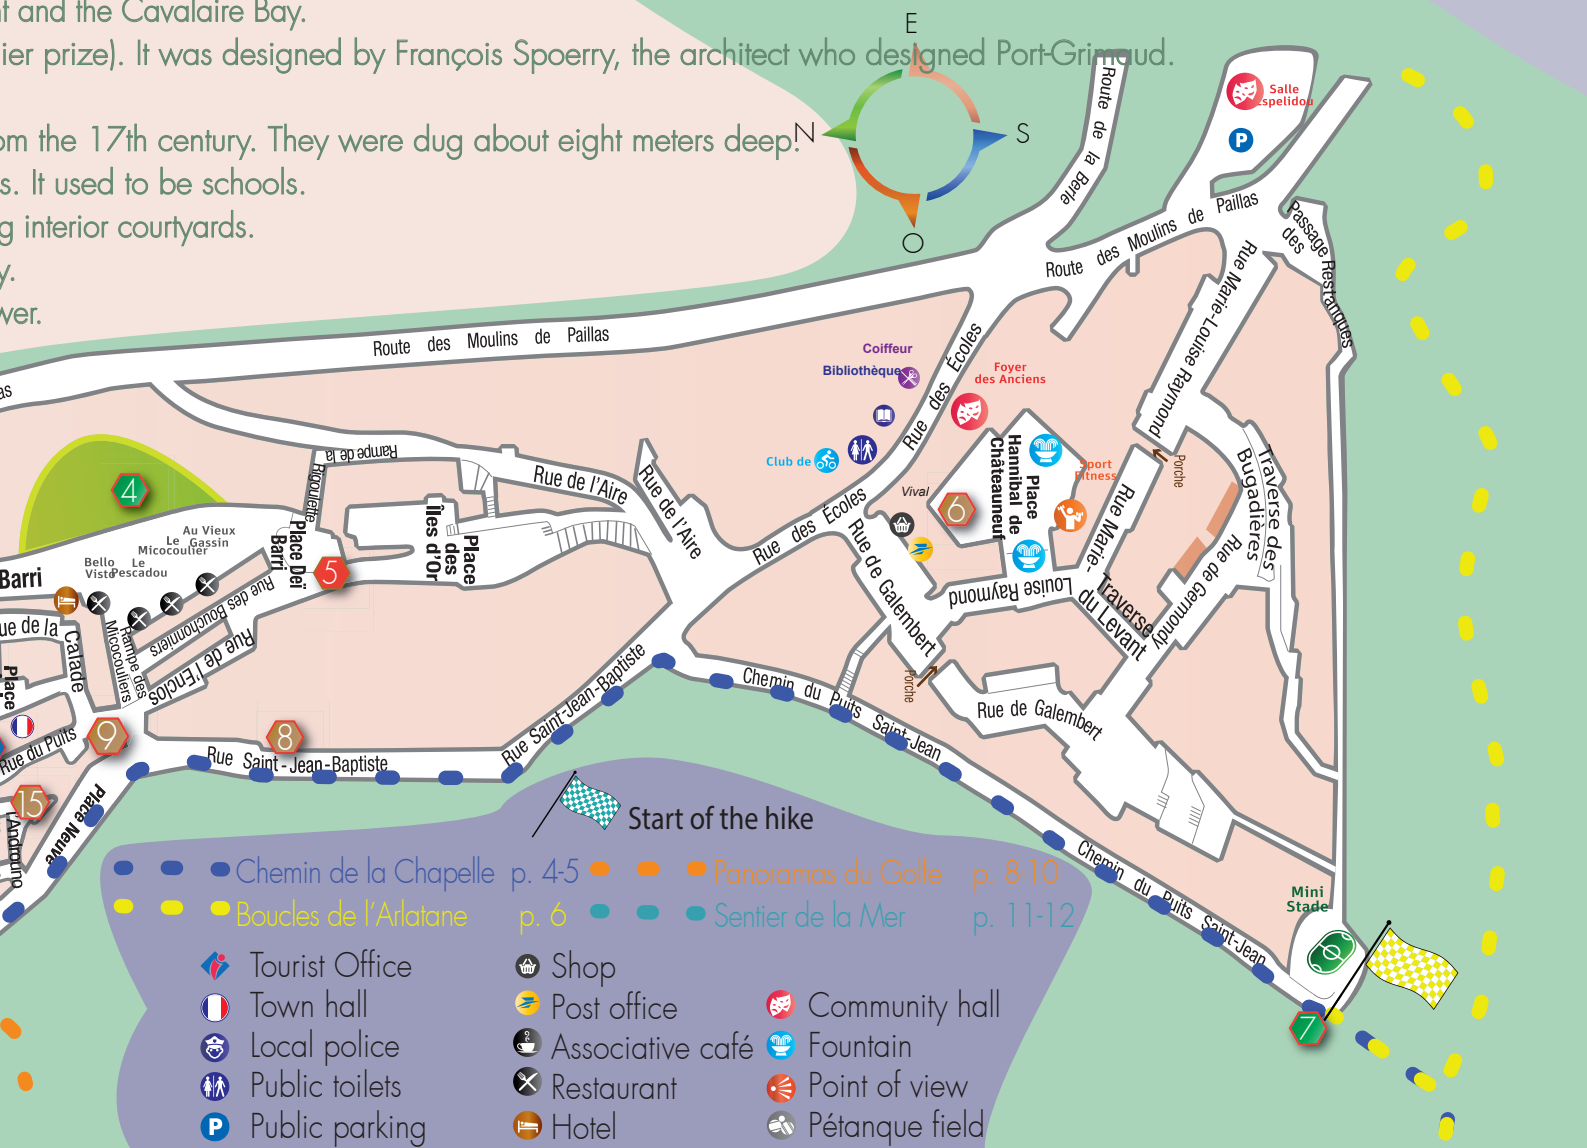 nt and the Cavalaire Bay.
ier prize). It was designed by François Spoerry, the architect who designed Port-Grimaud.
om the 17th century. They were dug about eight meters deep.
s. It used to be schools.
g interior courtyards.
y.
wer.
E
N
S
O
Route de la Berle
Salle
Espelidou
P
Route des Moulins de Paillas
Passage des Restanques
Route des Moulins de Paillas
as
Rue Marie-Louise Raymond
Coiffeur
Bibliothèque
Rue des Écoles
Foyer
des Anciens
Club de
Vival
Place
Hannibal de
Châteauneuf
Sport
Fitness
Porche
Traverse des
Bugadières
4
6
Rampe de la
Rigoulette
Rue de l'Aire
Rue de l'Aire
Rue des Écoles
Rue Marie-
Louise Raymond
Rue de Galembert
Traverse
du Levant
Rue de Germondy
Au Vieux
Gassin
Le
Micocoulier
Bello
Visto
Le
Pescadou
Place Deï
Barri
Place
des
Îles d'Or
5
Barri
ue de la
Calade
Rampe des
Micocouliers
Rue des Bouchonniers
Rue de l'Enclos
Place
Rue du Puits
9
8
15
l'Androuno
Place Neuve
Rue Saint-Jean-Baptiste
Rue Saint-Jean-Baptiste
Chemin du Puits Saint-Jean
Porche
Rue de Galembert
Chemin du Puits Saint-Jean
Mini
Stade
7
Start of the hike
Chemin de la Chapelle p. 4-5
Panoramas du Golfe p. 8-10
Boucles de l'Arlatane p. 6
Sentier de la Mer p. 11-12
Tourist Office
Town hall
Local police
Public toilets
P Public parking
Shop
Post office
Associative café
Restaurant
Hotel
Community hall
Fountain
Point of view
Pétanque field